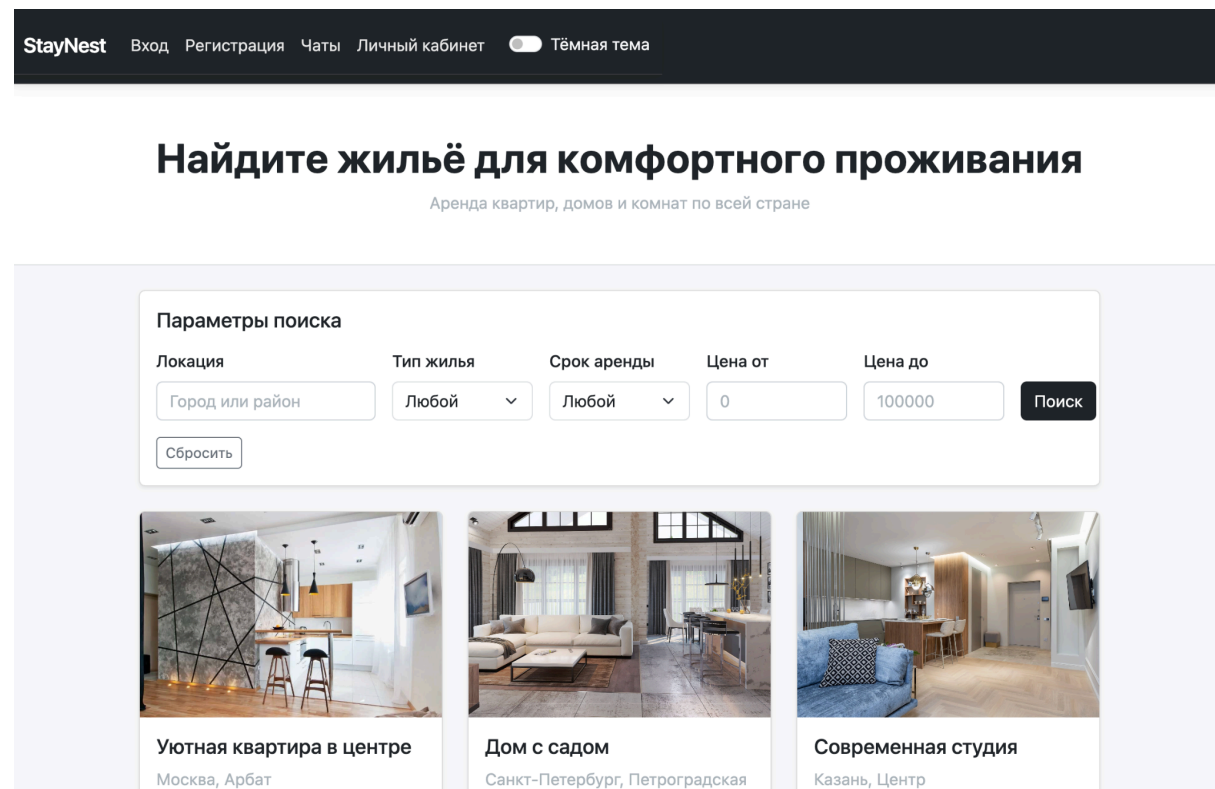 StayNest Вход Регистрация Чаты Личный кабинет Тёмная тема
Найдите жильё для комфортного проживания
Аренда квартир, домов и комнат по всей стране
Параметры поиска
Локация Тип жилья Срок аренды Цена от Цена до
Город или район Любой Любой 0 100000 Поиск
Сбросить
Уютная квартира в центре Дом с садом Современная студия
Москва, Арбат Санкт-Петербург, Петроградская Казань, Центр